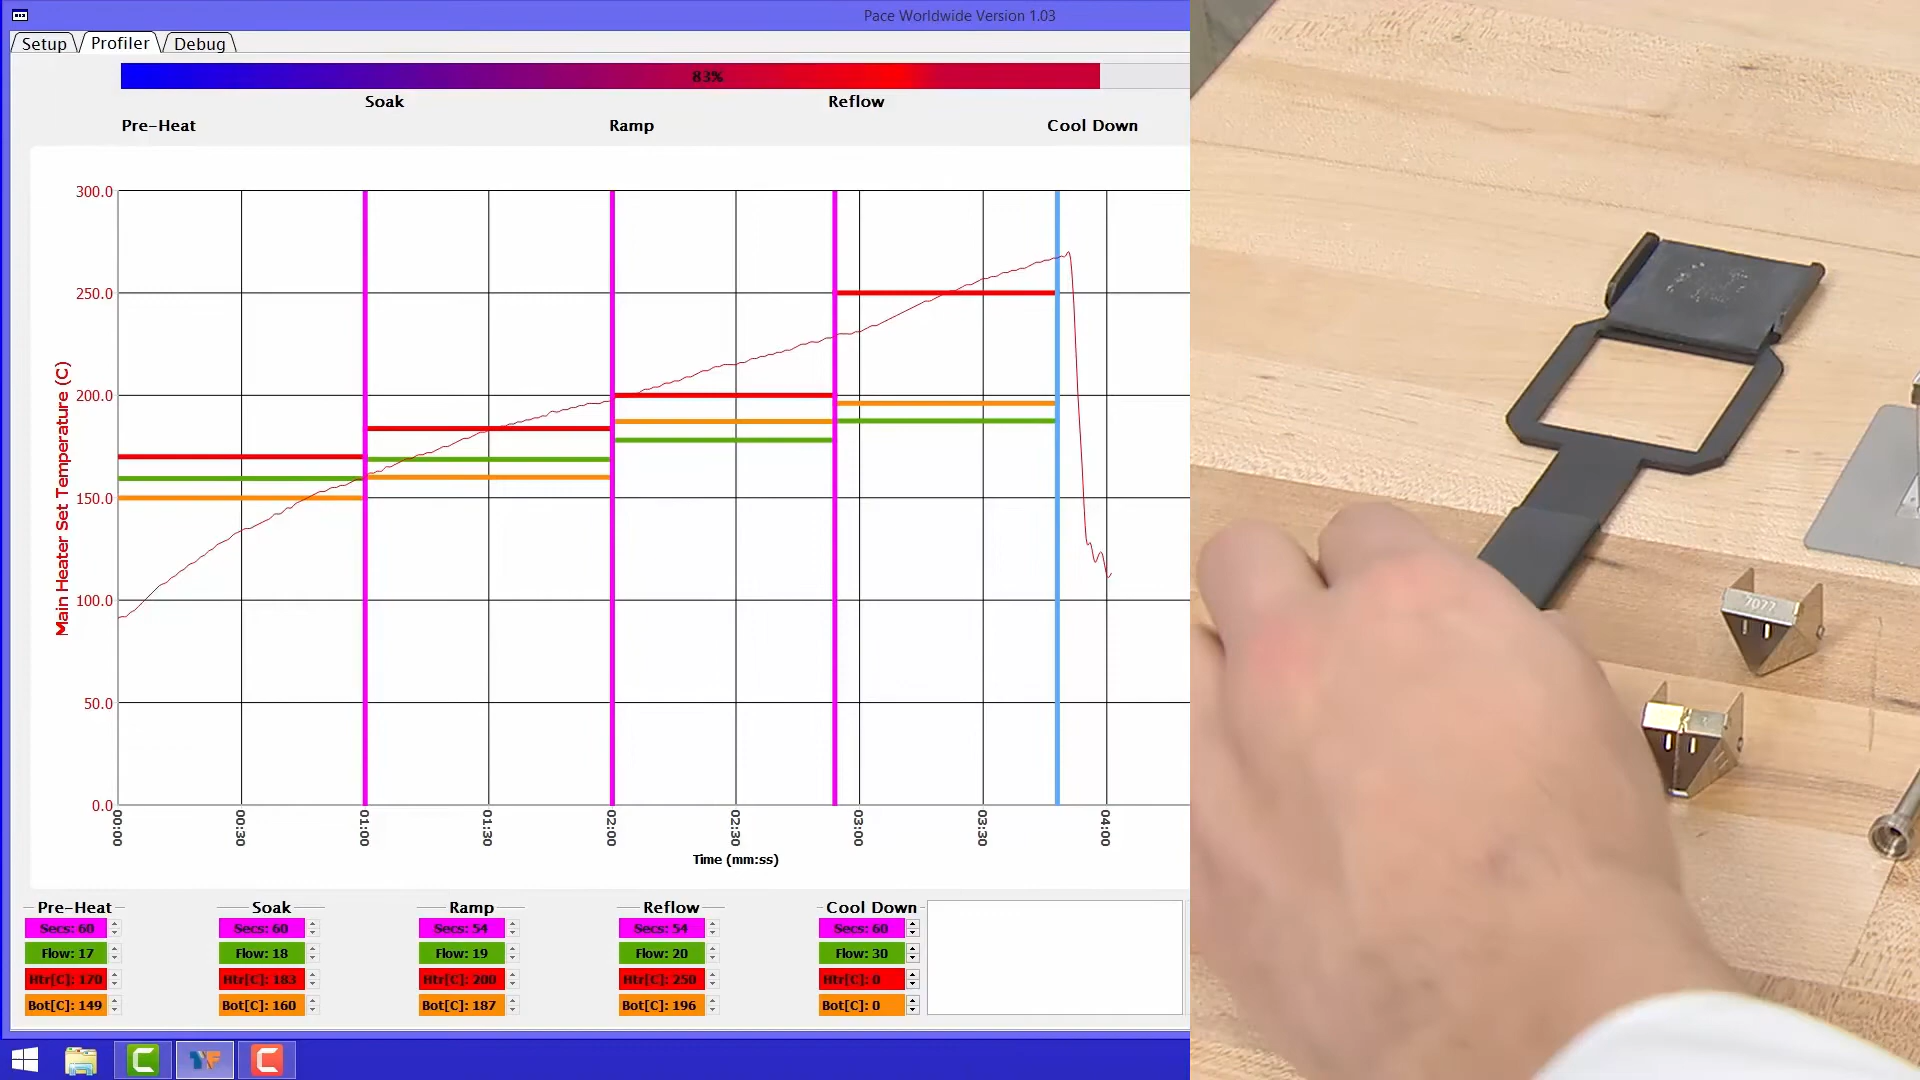 Pace Worldwide Version 1.03
Setup Profiler Debug
83%
Soak Reflow
Pre-Heat Ramp Cool Down
300.0
250.0
200.0
150.0
100.0
50.0
0.0
Main Heater Set Temperature (C)
00:00 00:30 01:00 01:30 02:00 02:30 03:00 03:30 04:00
Time (mm:ss)
Pre-Heat Soak Ramp Reflow Cool Down
Secs: 60 Secs: 60 Secs: 54 Secs: 54 Secs: 60
Flow: 17 Flow: 18 Flow: 19 Flow: 20 Flow: 30
Htr[C]: 170 Htr[C]: 183 Htr[C]: 200 Htr[C]: 250 Htr[C]: 0
Bot[C]: 149 Bot[C]: 160 Bot[C]: 187 Bot[C]: 196 Bot[C]: 0
7077